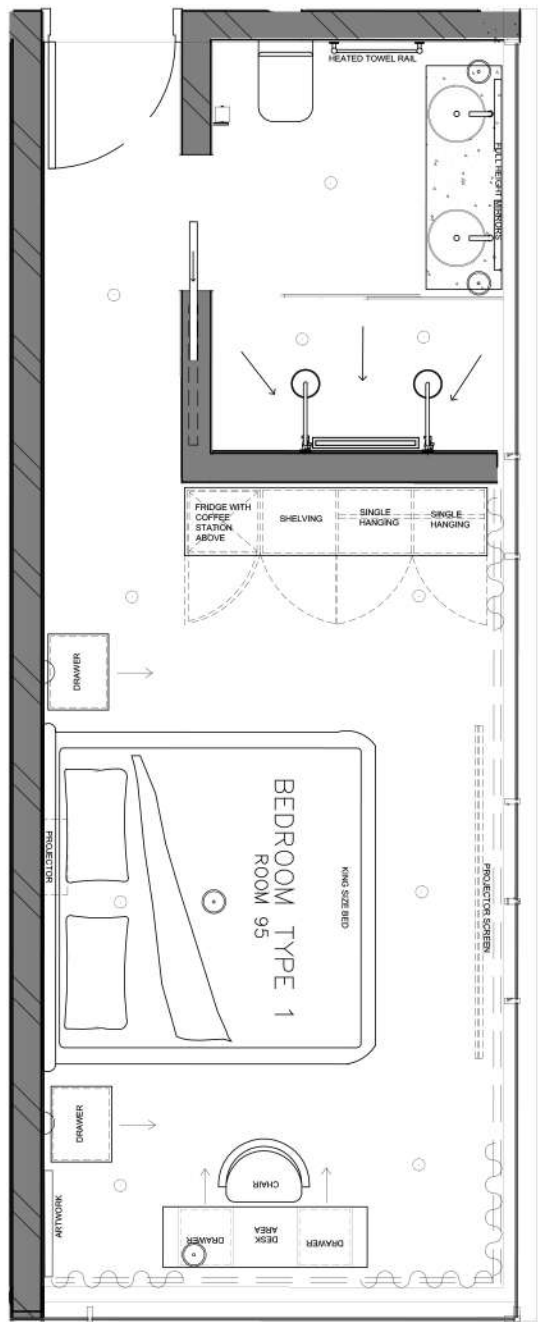 HEATED TOWEL RAIL
FULL HEIGHT MIRRORS
FRIDGE WITH
COFFEE
STATION
ABOVE
SHELVING
SINGLE
HANGING
SINGLE
HANGING
DRAWER
PROJECTOR
BEDROOM TYPE 1
ROOM 95
KING SIZE BED
PROJECTOR SCREEN
DRAWER
ARTWORK
CHAIR
DRAWER
DESK
AREA
DRAWER